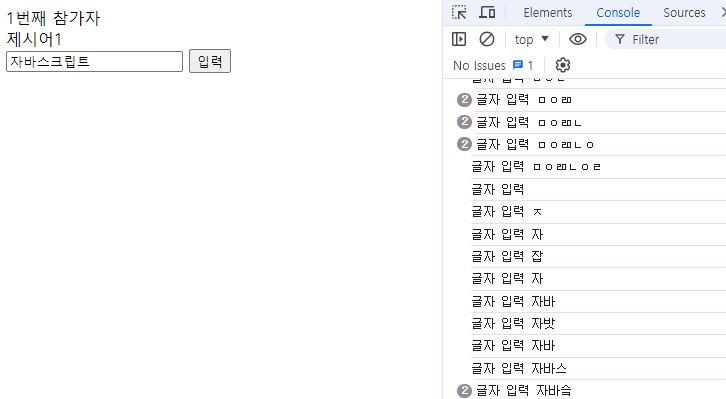 1번째 참가자
제시어1
자바스크립트 입력
Elements Console Sources
top Filter
No Issues 1
2 글자 입력 ㅁㅇㄻ
2 글자 입력 ㅁㅇㄻㄴ
2 글자 입력 ㅁㅇㄻㄴㅇ
글자 입력 ㅁㅇㄻㄴㅇㄹ
글자 입력
글자 입력 ㅈ
글자 입력 자
글자 입력 잡
글자 입력 자
글자 입력 자바
글자 입력 자밧
글자 입력 자바
글자 입력 자바스
2 글자 입력 자바슼